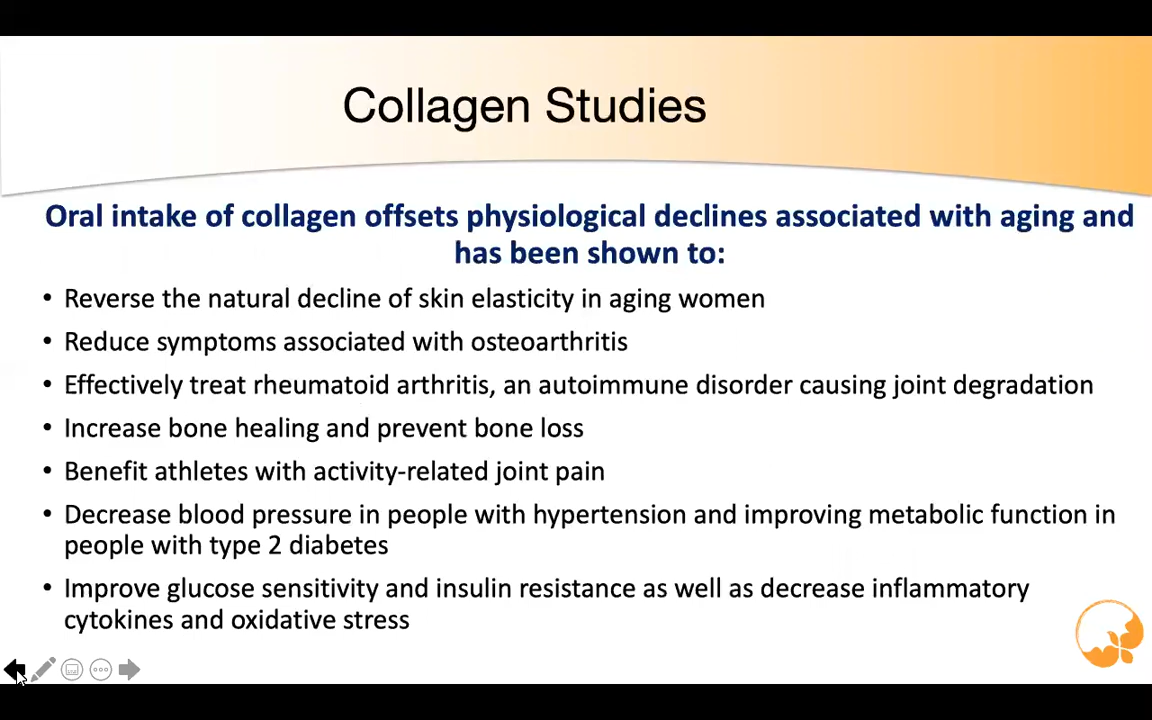 Collagen Studies
Oral intake of collagen offsets physiological declines associated with aging and
has been shown to:
• Reverse the natural decline of skin elasticity in aging women
• Reduce symptoms associated with osteoarthritis
• Effectively treat rheumatoid arthritis, an autoimmune disorder causing joint degradation
• Increase bone healing and prevent bone loss
• Benefit athletes with activity-related joint pain
• Decrease blood pressure in people with hypertension and improving metabolic function in
people with type 2 diabetes
• Improve glucose sensitivity and insulin resistance as well as decrease inflammatory
cytokines and oxidative stress